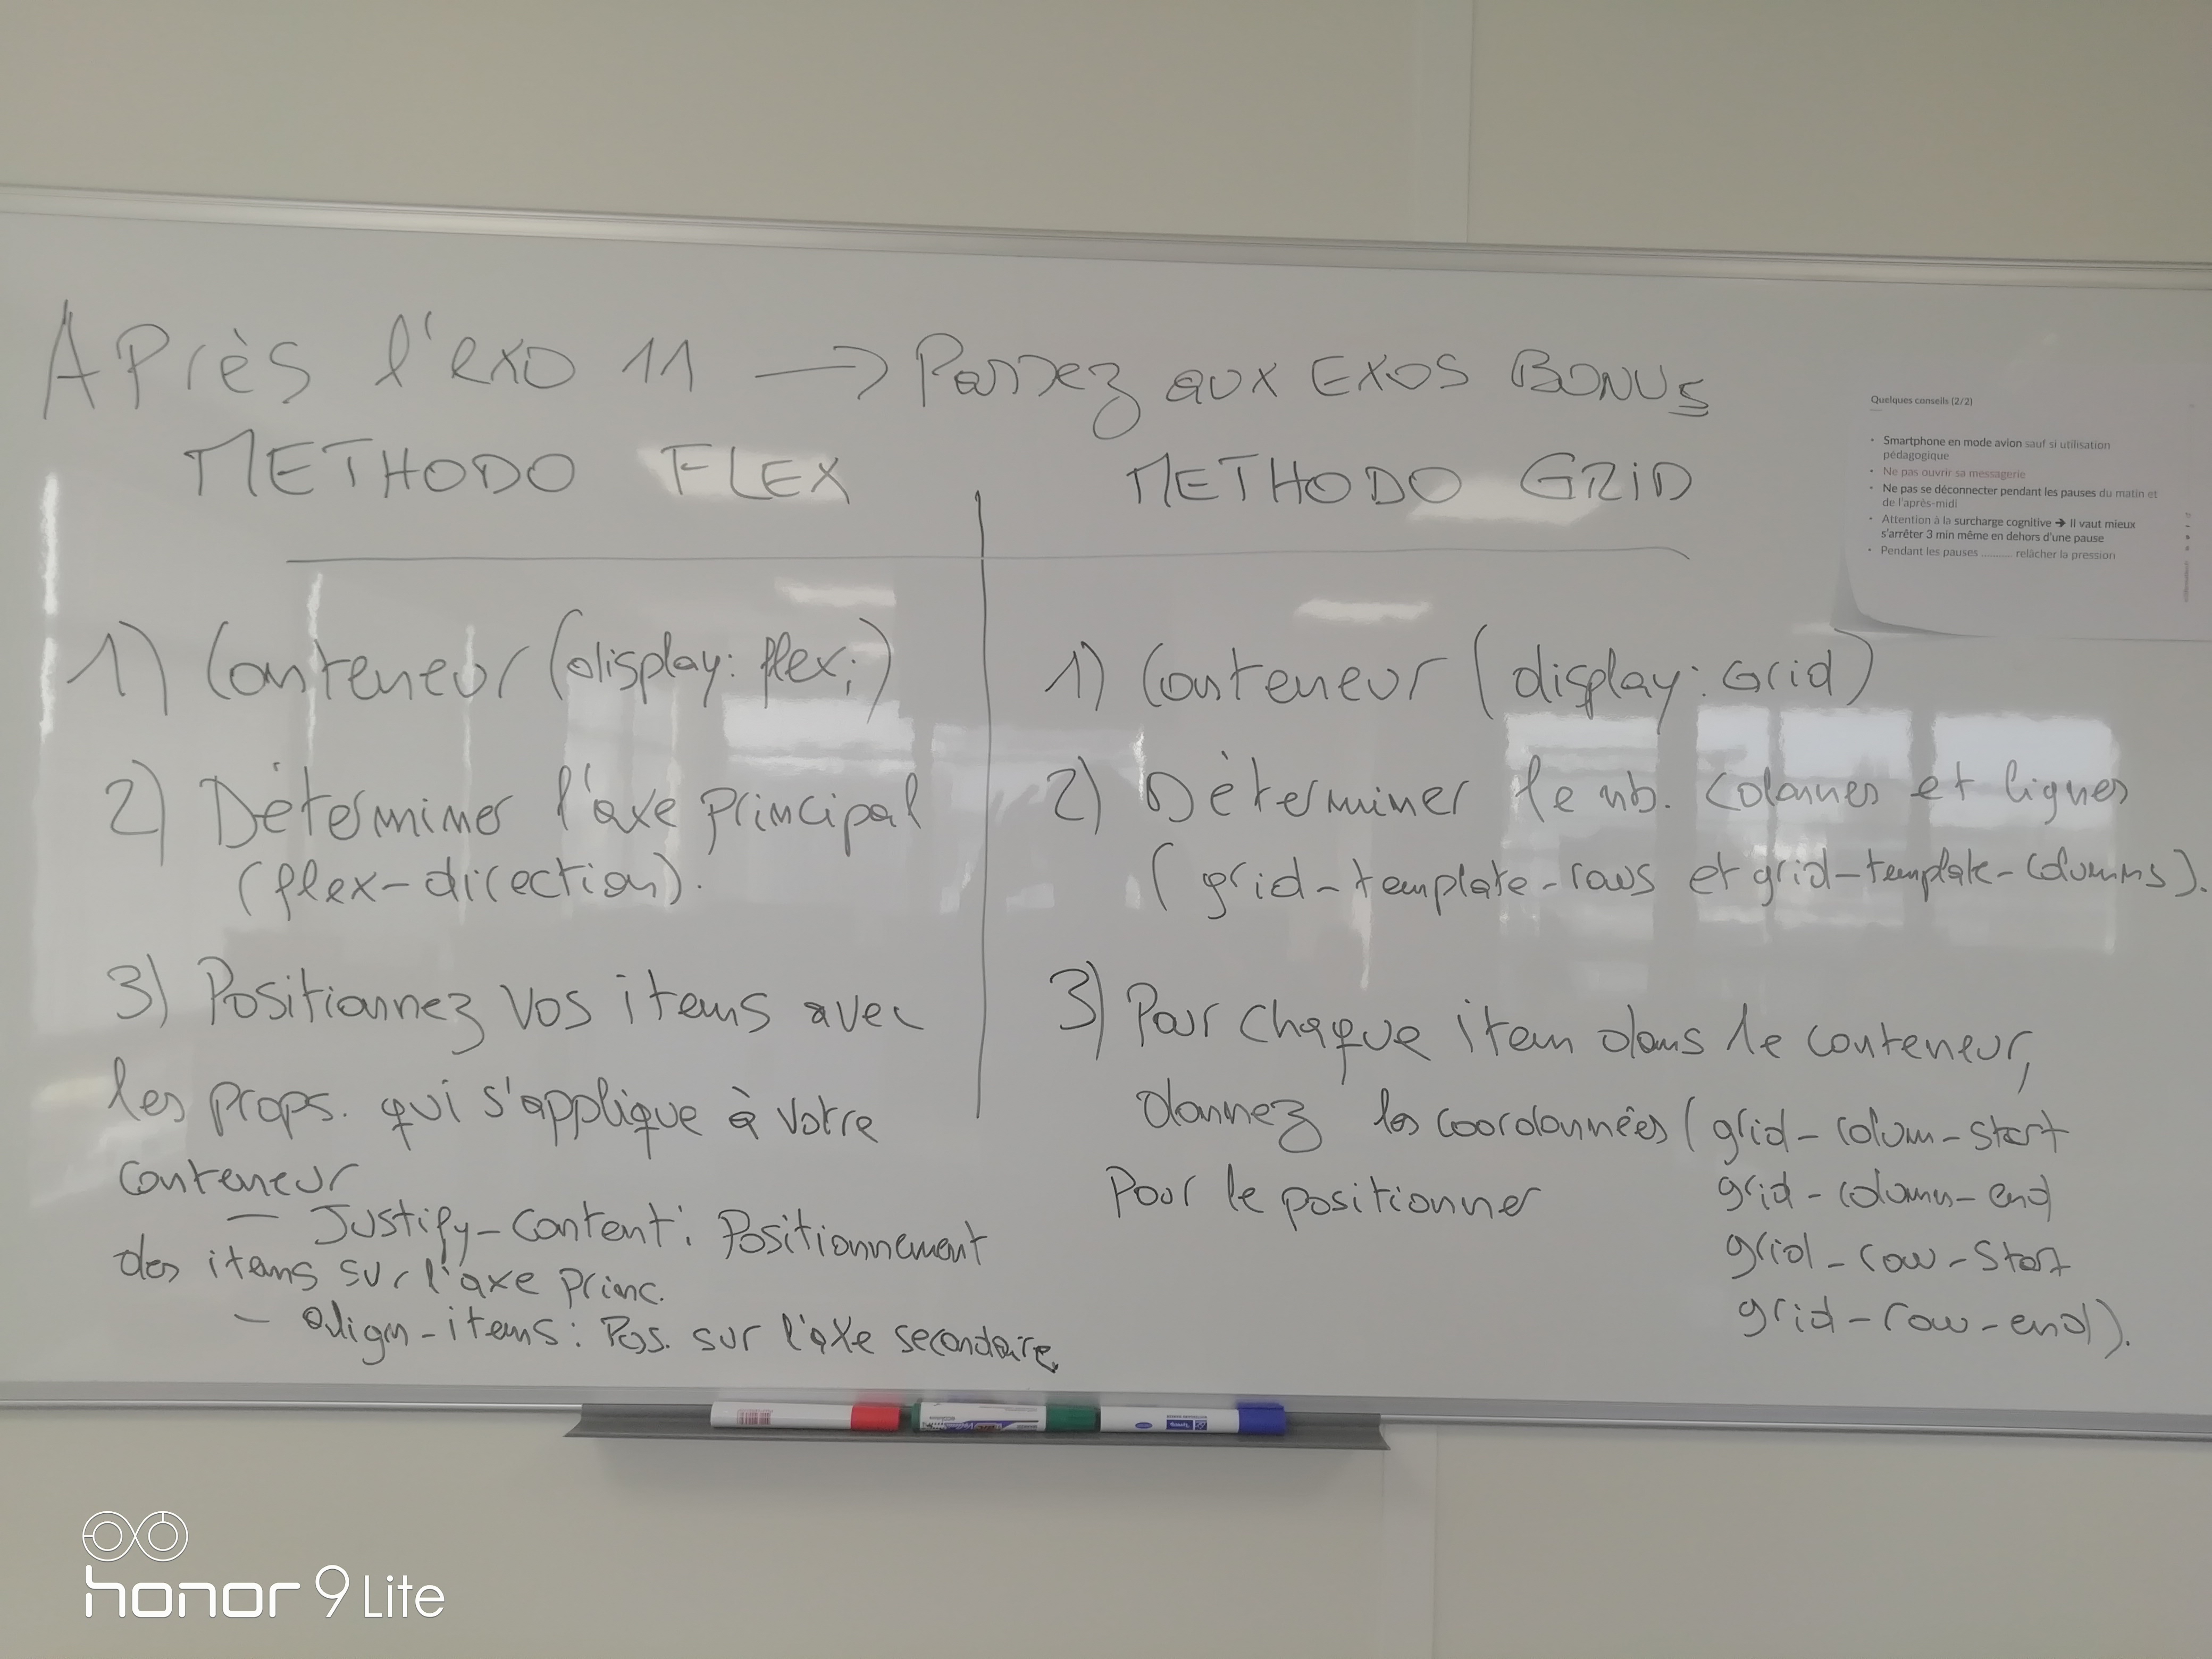 Après l'exo 11 → Passez aux EXOS BONUS
METHODO FLEX
1) Conteneur (display: flex;)
2) Déterminer l'axe principal
(flex-direction).
3) Positionnez vos items avec
les props. qui s'applique à votre
conteneur
— Justify-content: Positionnement
des items sur l'axe princ.
— align-items: Pos. sur l'axe secondaire.
METHODO GRiD
1) Conteneur (display: Grid)
2) Déterminer le nb. colonnes et lignes
(grid-template-rows et grid-template-columns).
3) Pour chaque item dans le conteneur,
donnez les coordonnées (grid-colum-start
Pour le positionner grid-column-end
grid-row-start
grid-row-end).
Quelques conseils (2/2)
• Smartphone en mode avion sauf si utilisation
pédagogique
• Ne pas ouvrir sa messagerie
• Ne pas se déconnecter pendant les pauses du matin et
de l'après-midi
• Attention à la surcharge cognitive ➔ Il vaut mieux
s'arrêter 3 min même en dehors d'une pause
• Pendant les pauses ........... relâcher la pression
honor 9 Lite